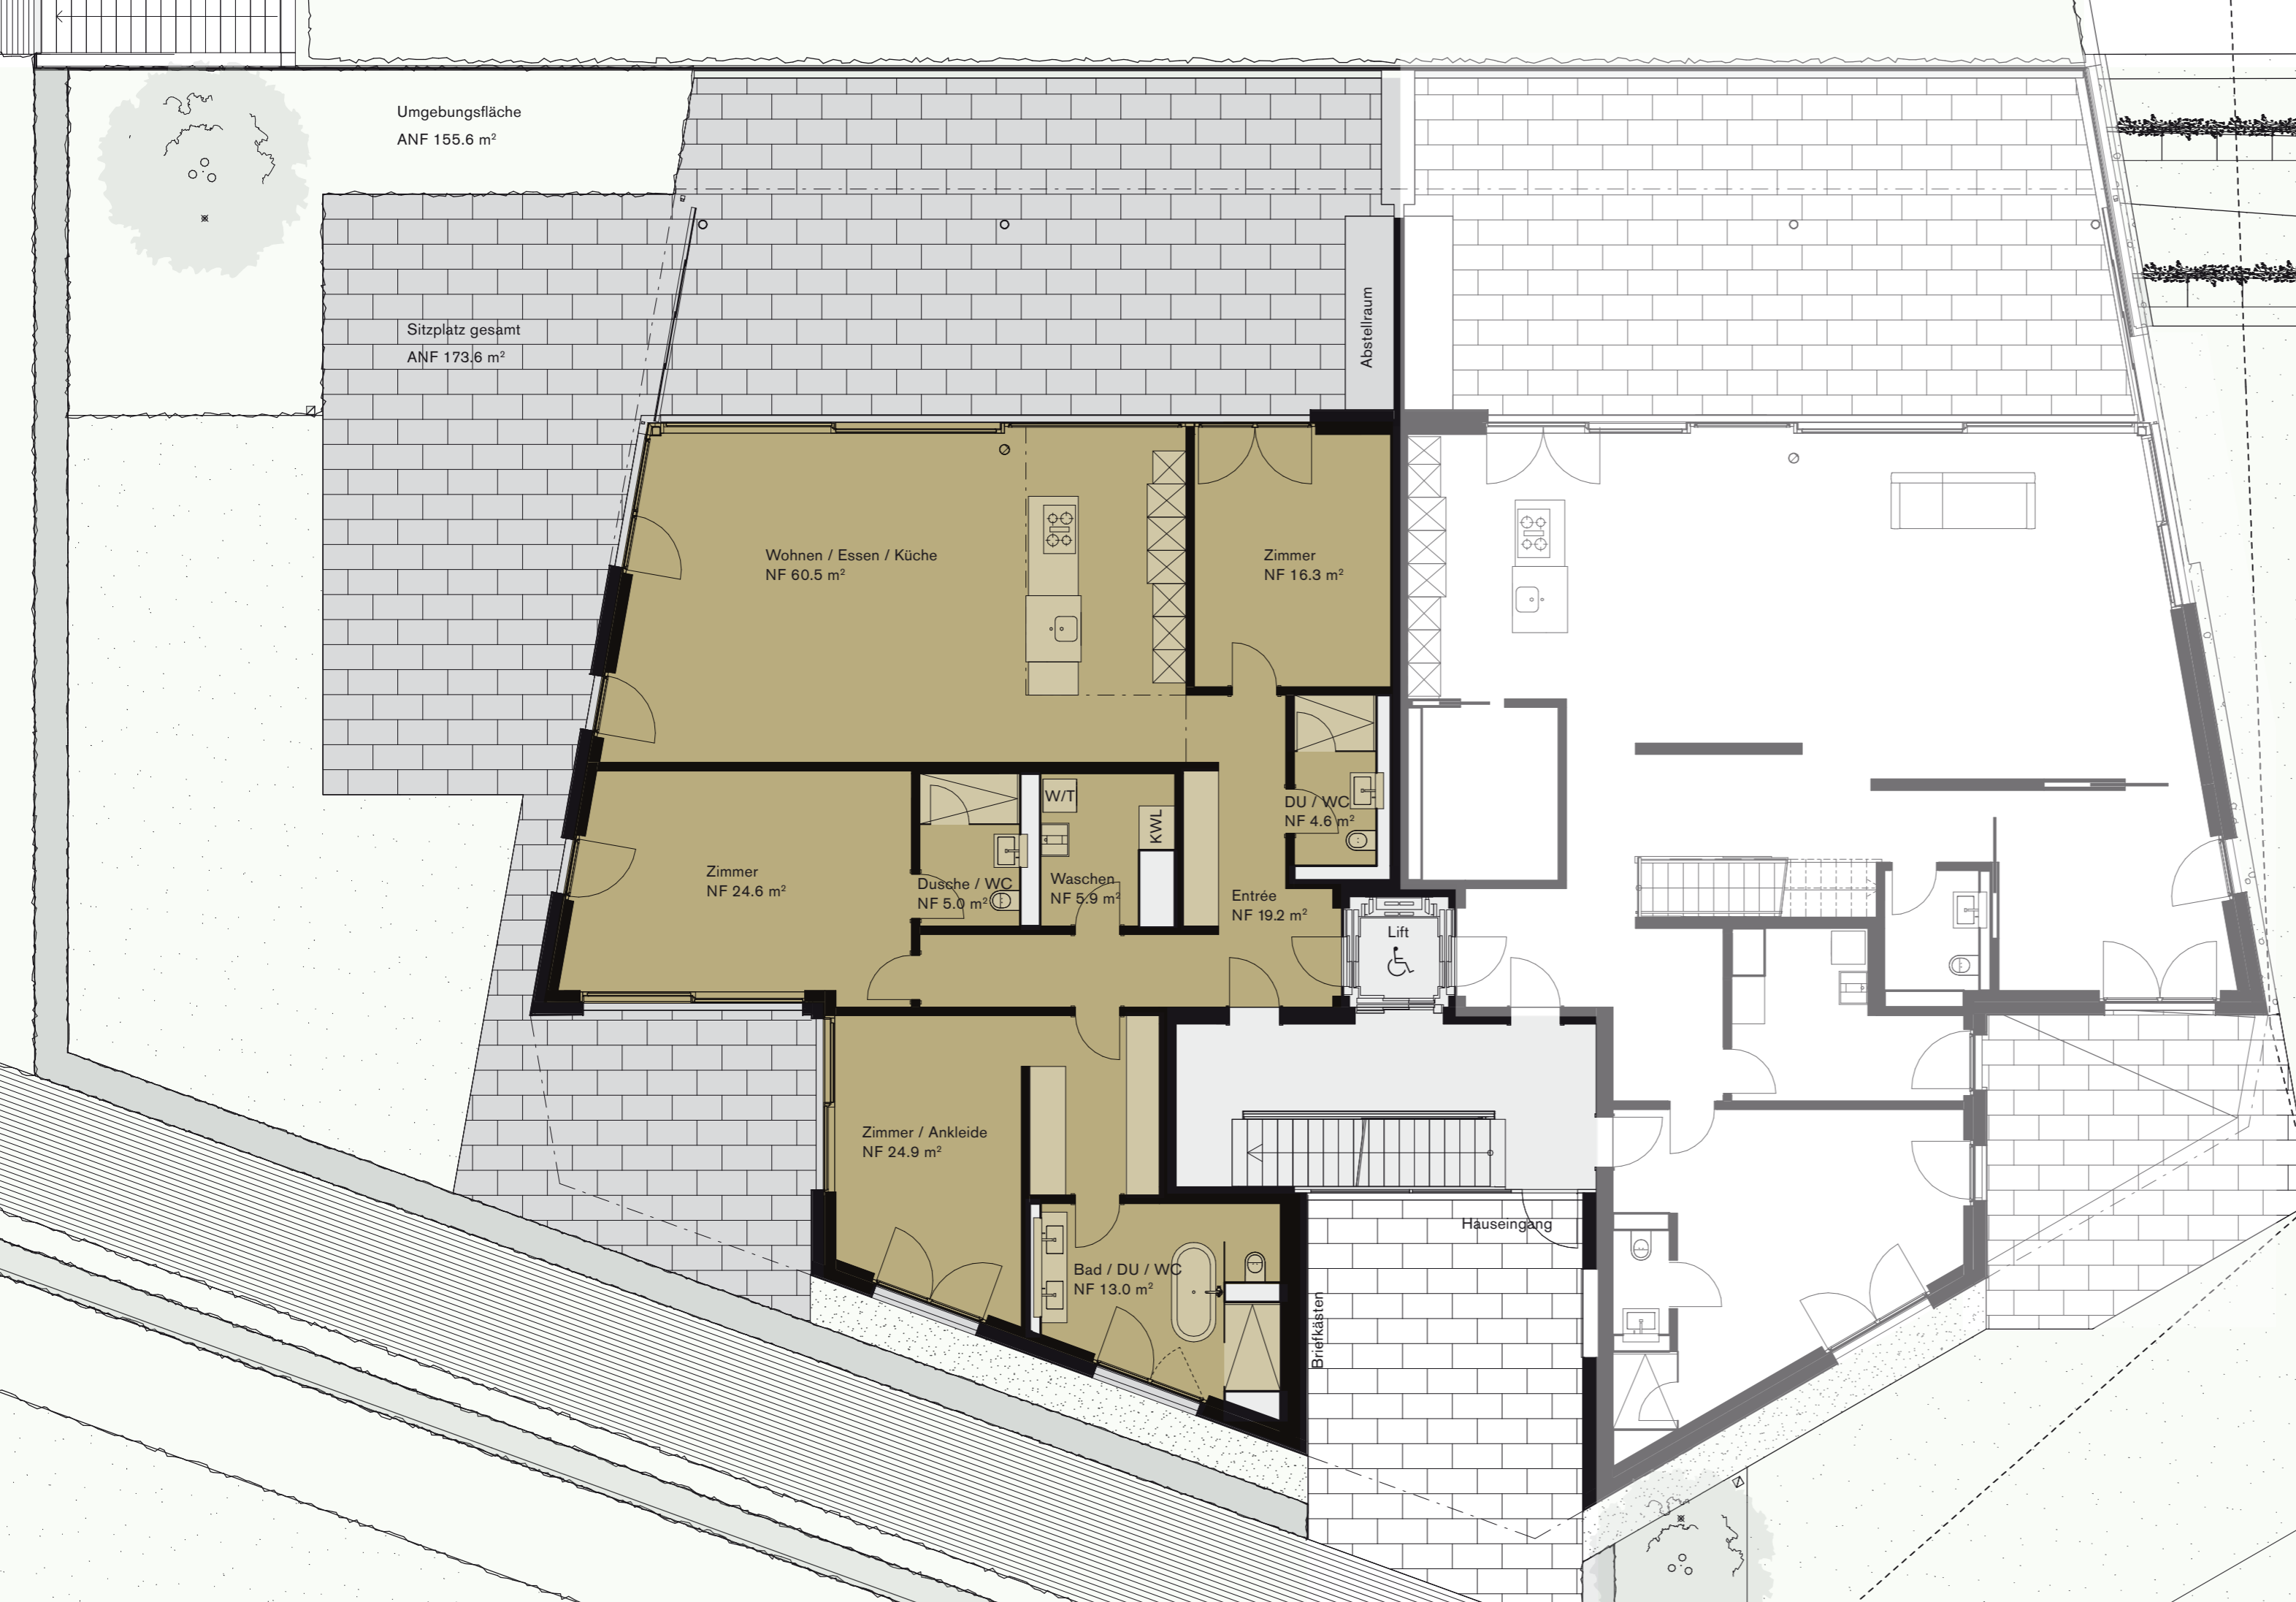 Umgebungsfläche
ANF 155.6 m²
Sitzplatz gesamt
ANF 173.6 m²
Abstellraum
Wohnen / Essen / Küche
NF 60.5 m²
Zimmer
NF 16.3 m²
W/T
KWL
DU / WC
NF 4.6 m²
Zimmer
NF 24.6 m²
Dusche / WC
NF 5.0 m²
Waschen
NF 5.9 m²
Entrée
NF 19.2 m²
Lift
Zimmer / Ankleide
NF 24.9 m²
Hauseingang
Bad / DU / WC
NF 13.0 m²
Briefkästen